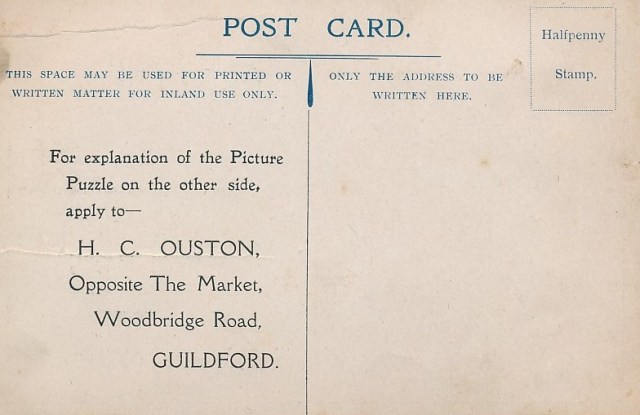 POST CARD.
THIS SPACE MAY BE USED FOR PRINTED OR
WRITTEN MATTER FOR INLAND USE ONLY.
ONLY THE ADDRESS TO BE
WRITTEN HERE.
Halfpenny
Stamp.
For explanation of the Picture
Puzzle on the other side,
apply to—
H. C. OUSTON,
Opposite The Market,
Woodbridge Road,
GUILDFORD.